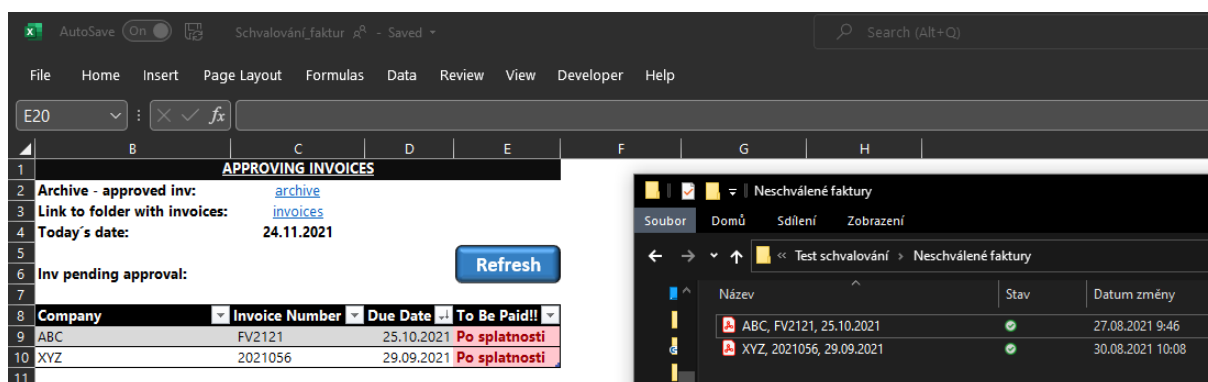 AutoSave On Schvalování_faktur - Saved Search (Alt+Q)
File Home Insert Page Layout Formulas Data Review View Developer Help
E20 fx
B C D E F G H
1 APPROVING INVOICES
2 Archive - approved inv: archive
3 Link to folder with invoices: invoices
4 Today´s date: 24.11.2021
5
Refresh
6 Inv pending approval:
7
8 Company Invoice Number Due Date To Be Paid!!
9 ABC FV2121 25.10.2021 Po splatnosti
10 XYZ 2021056 29.09.2021 Po splatnosti
11
Neschválené faktury
Soubor Domů Sdílení Zobrazení
« Test schvalování › Neschválené faktury
Název Stav Datum změny
ABC, FV2121, 25.10.2021 27.08.2021 9:46
XYZ, 2021056, 29.09.2021 30.08.2021 10:08